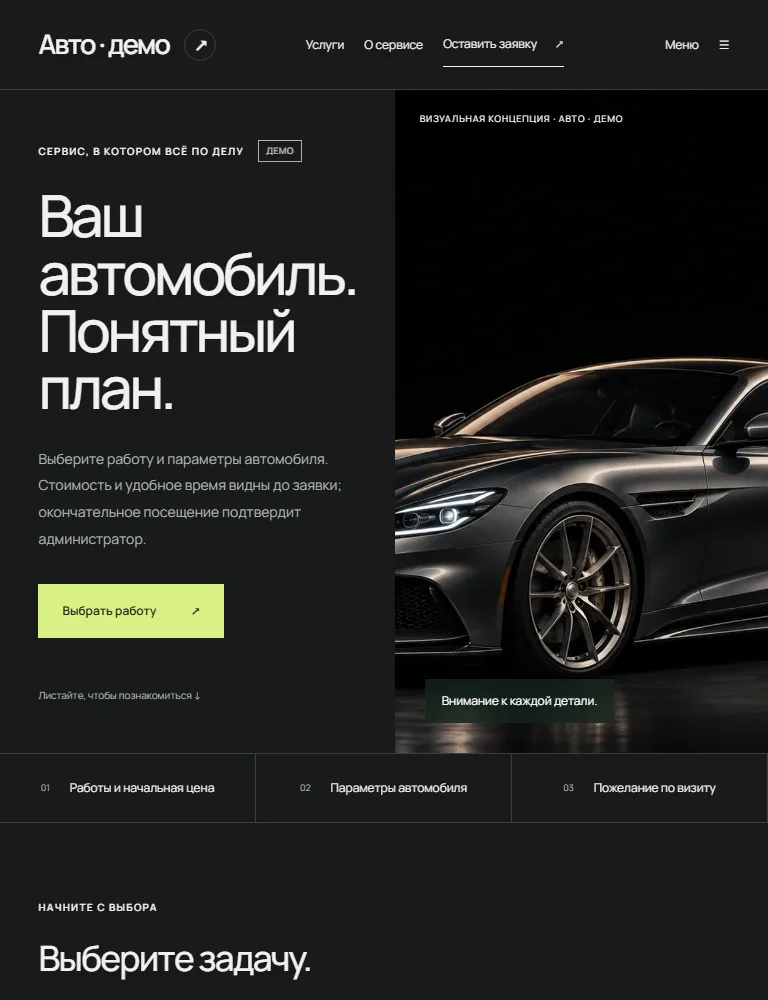 Авто · демо ↗
Услуги О сервисе Оставить заявку ↗ Меню ☰
СЕРВИС, В КОТОРОМ ВСЁ ПО ДЕЛУ ДЕМО
Ваш
автомобиль.
Понятный
план.
Выберите работу и параметры автомобиля.
Стоимость и удобное время видны до заявки;
окончательное посещение подтвердит
администратор.
Выбрать работу ↗
Листайте, чтобы познакомиться ↓
ВИЗУАЛЬНАЯ КОНЦЕПЦИЯ · АВТО · ДЕМО
Внимание к каждой детали.
01 Работы и начальная цена
02 Параметры автомобиля
03 Пожелание по визиту
НАЧНИТЕ С ВЫБОРА
Выберите задачу.